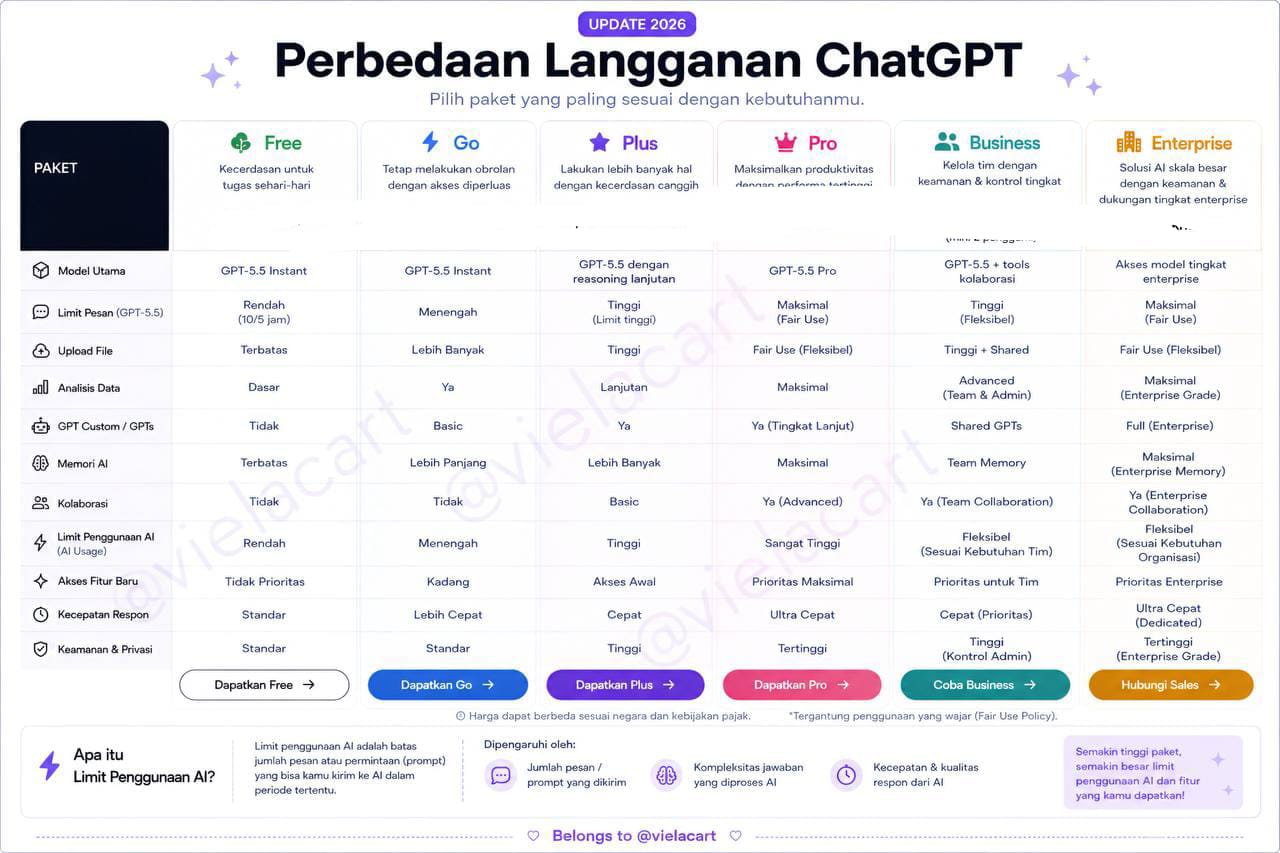 UPDATE 2026
Perbedaan Langganan ChatGPT
Pilih paket yang paling sesuai dengan kebutuhanmu.
PAKET
Free
Kecerdasan untuk
tugas sehari-hari
Go
Tetap melakukan obrolan
dengan akses diperluas
Plus
Lakukan lebih banyak hal
dengan kecerdasan canggih
Pro
Maksimalkan produktivitas
dengan performa tertinggi
Business
Kelola tim dengan
keamanan & kontrol tingkat
Enterprise
Solusi AI skala besar
dengan keamanan &
dukungan tingkat enterprise
Model Utama
GPT-5.5 Instant
GPT-5.5 Instant
GPT-5.5 dengan
reasoning lanjutan
GPT-5.5 Pro
GPT-5.5 + tools
kolaborasi
Akses model tingkat
enterprise
Limit Pesan (GPT-5.5)
Rendah
(10/5 jam)
Menengah
Tinggi
(Limit tinggi)
Maksimal
(Fair Use)
Tinggi
(Fleksibel)
Maksimal
(Fair Use)
Upload File
Terbatas
Lebih Banyak
Tinggi
Fair Use (Fleksibel)
Tinggi + Shared
Fair Use (Fleksibel)
Analisis Data
Dasar
Ya
Lanjutan
Maksimal
Advanced
(Team & Admin)
Maksimal
(Enterprise Grade)
GPT Custom / GPTs
Tidak
Basic
Ya
Ya (Tingkat Lanjut)
Shared GPTs
Full (Enterprise)
Memori AI
Terbatas
Lebih Panjang
Lebih Banyak
Maksimal
Team Memory
Maksimal
(Enterprise Memory)
Kolaborasi
Tidak
Tidak
Basic
Ya (Advanced)
Ya (Team Collaboration)
Ya (Enterprise
Collaboration)
Limit Penggunaan AI
(AI Usage)
Rendah
Menengah
Tinggi
Sangat Tinggi
Fleksibel
(Sesuai Kebutuhan Tim)
Fleksibel
(Sesuai Kebutuhan
Organisasi)
Akses Fitur Baru
Tidak Prioritas
Kadang
Akses Awal
Prioritas Maksimal
Prioritas untuk Tim
Prioritas Enterprise
Kecepatan Respon
Standar
Lebih Cepat
Cepat
Ultra Cepat
Cepat (Prioritas)
Ultra Cepat
(Dedicated)
Keamanan & Privasi
Standar
Standar
Tinggi
Tertinggi
Tinggi
(Kontrol Admin)
Tertinggi
(Enterprise Grade)
Dapatkan Free →
Dapatkan Go →
Dapatkan Plus →
Dapatkan Pro →
Coba Business →
Hubungi Sales →
Harga dapat berbeda sesuai negara dan kebijakan pajak.
*Tergantung penggunaan yang wajar (Fair Use Policy).
Apa itu
Limit Penggunaan AI?
Limit penggunaan AI adalah batas
jumlah pesan atau permintaan (prompt)
yang bisa kamu kirim ke AI dalam
periode tertentu.
Dipengaruhi oleh:
Jumlah pesan /
prompt yang dikirim
Kompleksitas jawaban
yang diproses AI
Kecepatan & kualitas
respon dari AI
Semakin tinggi paket,
semakin besar limit
penggunaan AI dan fitur
yang kamu dapatkan!
Belongs to @vielacart
@vielacart
@vielacart
@vielacart